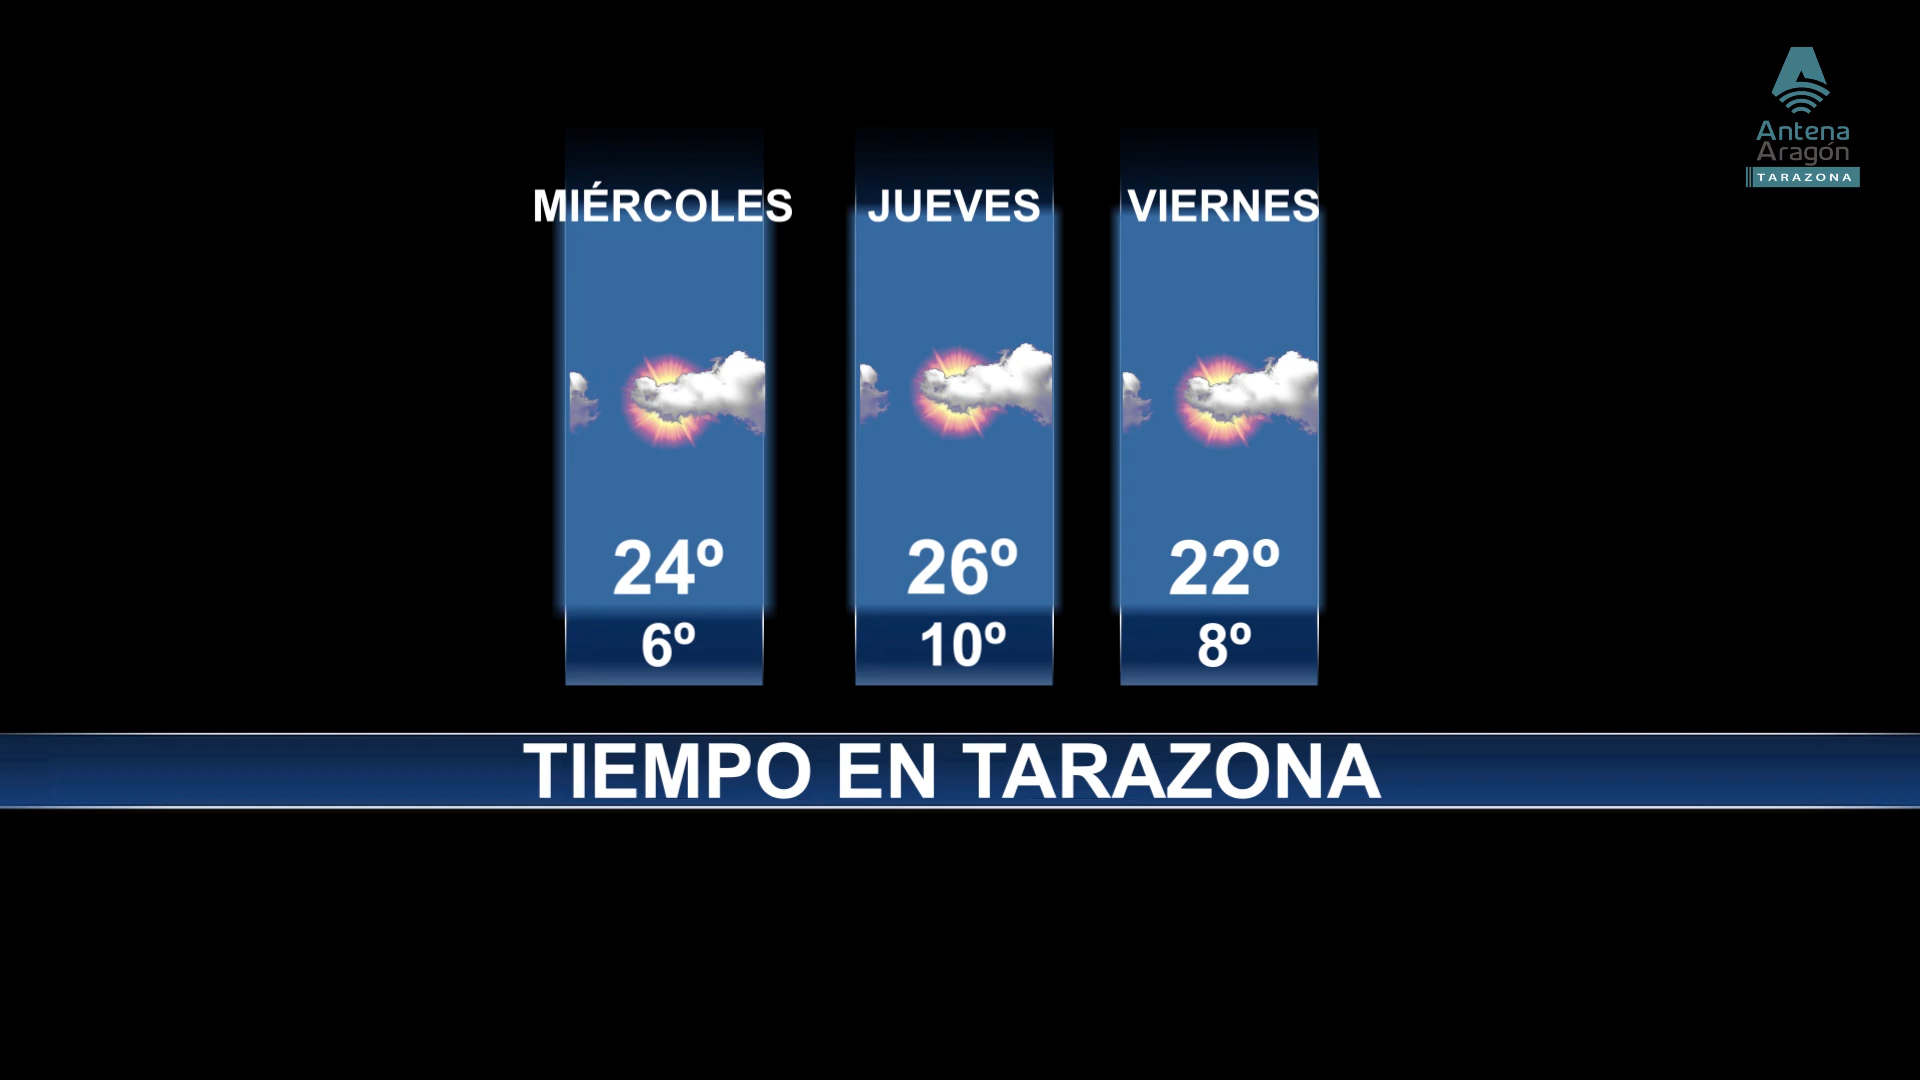 Antena
Aragón
TARAZONA
MIÉRCOLES JUEVES VIERNES
24º 26º 22º
6º 10º 8º
TIEMPO EN TARAZONA